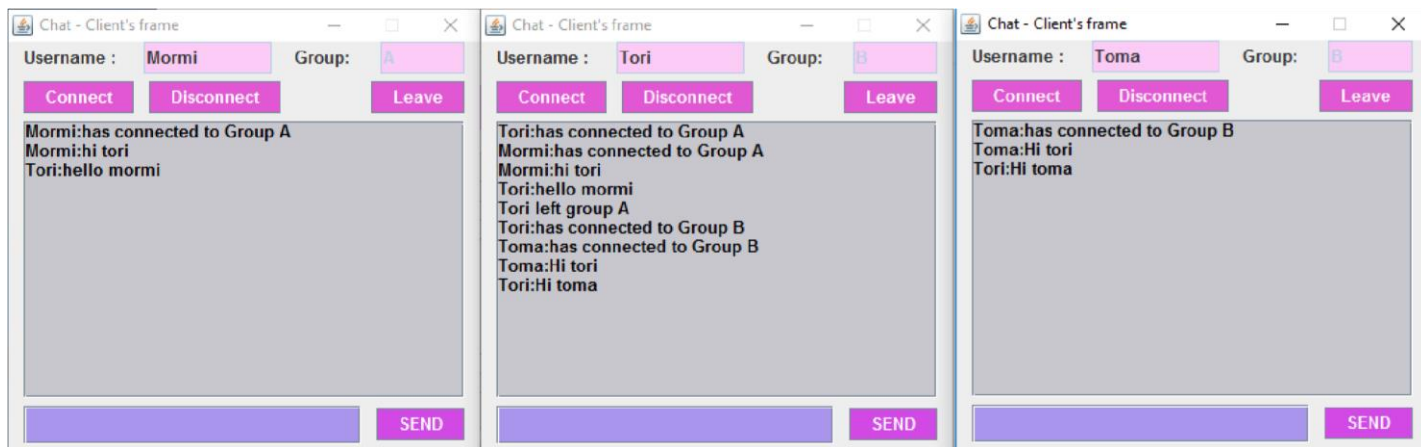 Chat - Client's frame
Username : Mormi Group: A
Connect Disconnect Leave
Mormi:has connected to Group A
Mormi:hi tori
Tori:hello mormi
SEND
Chat - Client's frame
Username : Tori Group: B
Connect Disconnect Leave
Tori:has connected to Group A
Mormi:has connected to Group A
Mormi:hi tori
Tori:hello mormi
Tori left group A
Tori:has connected to Group B
Toma:has connected to Group B
Toma:Hi tori
Tori:Hi toma
SEND
Chat - Client's frame
Username : Toma Group: B
Connect Disconnect Leave
Toma:has connected to Group B
Toma:Hi tori
Tori:Hi toma
SEND